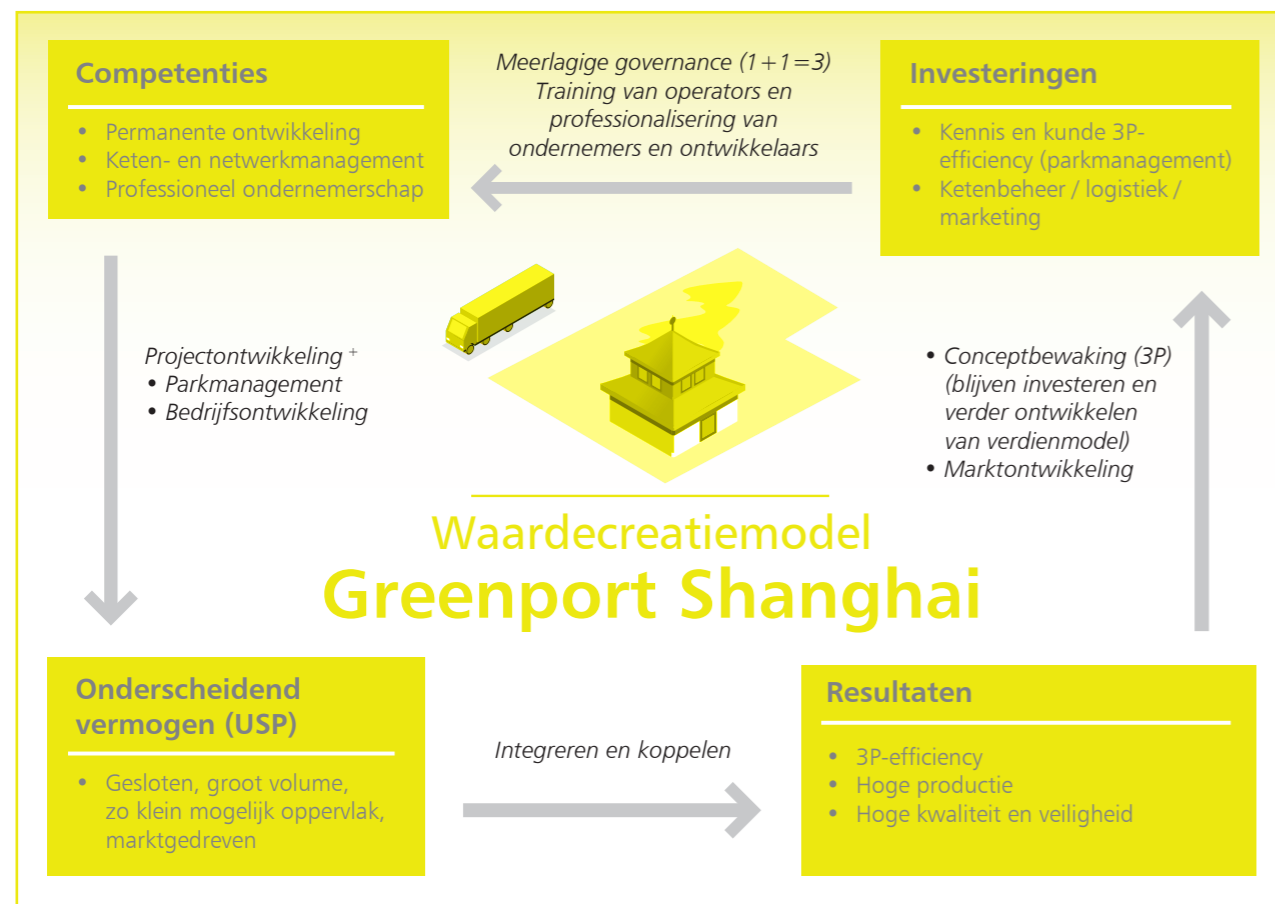 Competenties
• Permanente ontwikkeling
• Keten- en netwerkmanagement
• Professioneel ondernemerschap
Meerlagige governance (1+1=3)
Training van operators en
professionalisering van
ondernemers en ontwikkelaars
Investeringen
• Kennis en kunde 3P-
efficiency (parkmanagement)
• Ketenbeheer / logistiek /
marketing
Projectontwikkeling +
• Parkmanagement
• Bedrijfsontwikkeling
• Conceptbewaking (3P)
(blijven investeren en
verder ontwikkelen
van verdienmodel)
• Marktontwikkeling
Waardecreatiemodel
Greenport Shanghai
Onderscheidend
vermogen (USP)
• Gesloten, groot volume,
zo klein mogelijk oppervlak,
marktgedreven
Integreren en koppelen
Resultaten
• 3P-efficiency
• Hoge productie
• Hoge kwaliteit en veiligheid